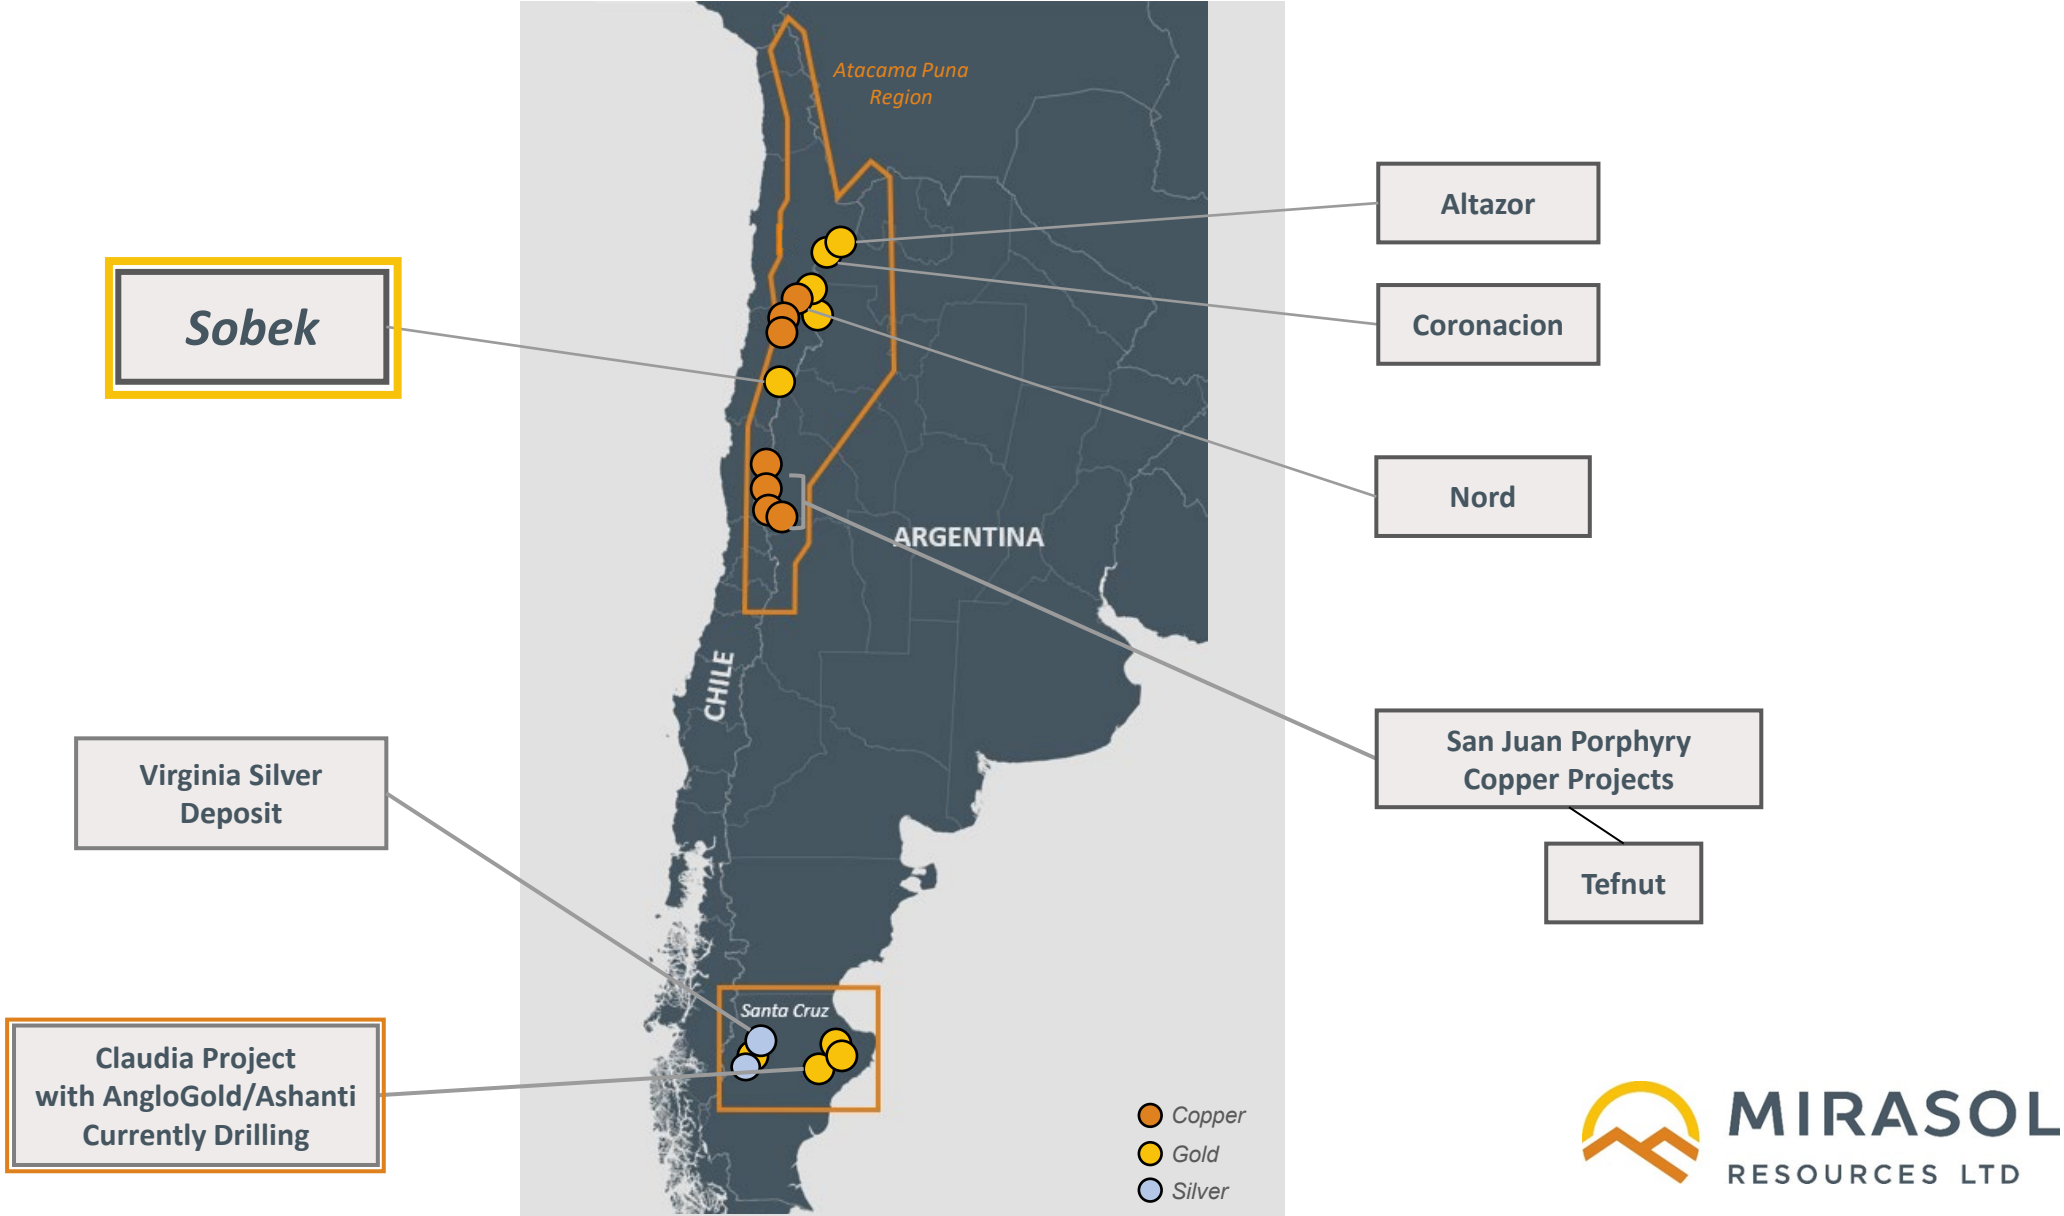 Atacama Puna
Region
Altazor
Sobek
Coronacion
Nord
ARGENTINA
CHILE
San Juan Porphyry
Copper Projects
Virginia Silver
Deposit
Tefnut
Santa Cruz
Claudia Project
with AngloGold/Ashanti
Currently Drilling
Copper
Gold
Silver
MIRASOL
RESOURCES LTD